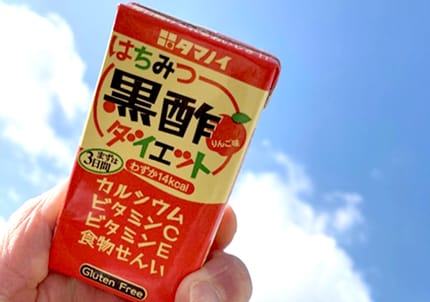 タマノイ
はちみつ
黒酢
りんご味
ダイエット
まずは
3日間
わずか14kcal
カルシウム
ビタミンC
ビタミンE
食物せんい
Gluten Free